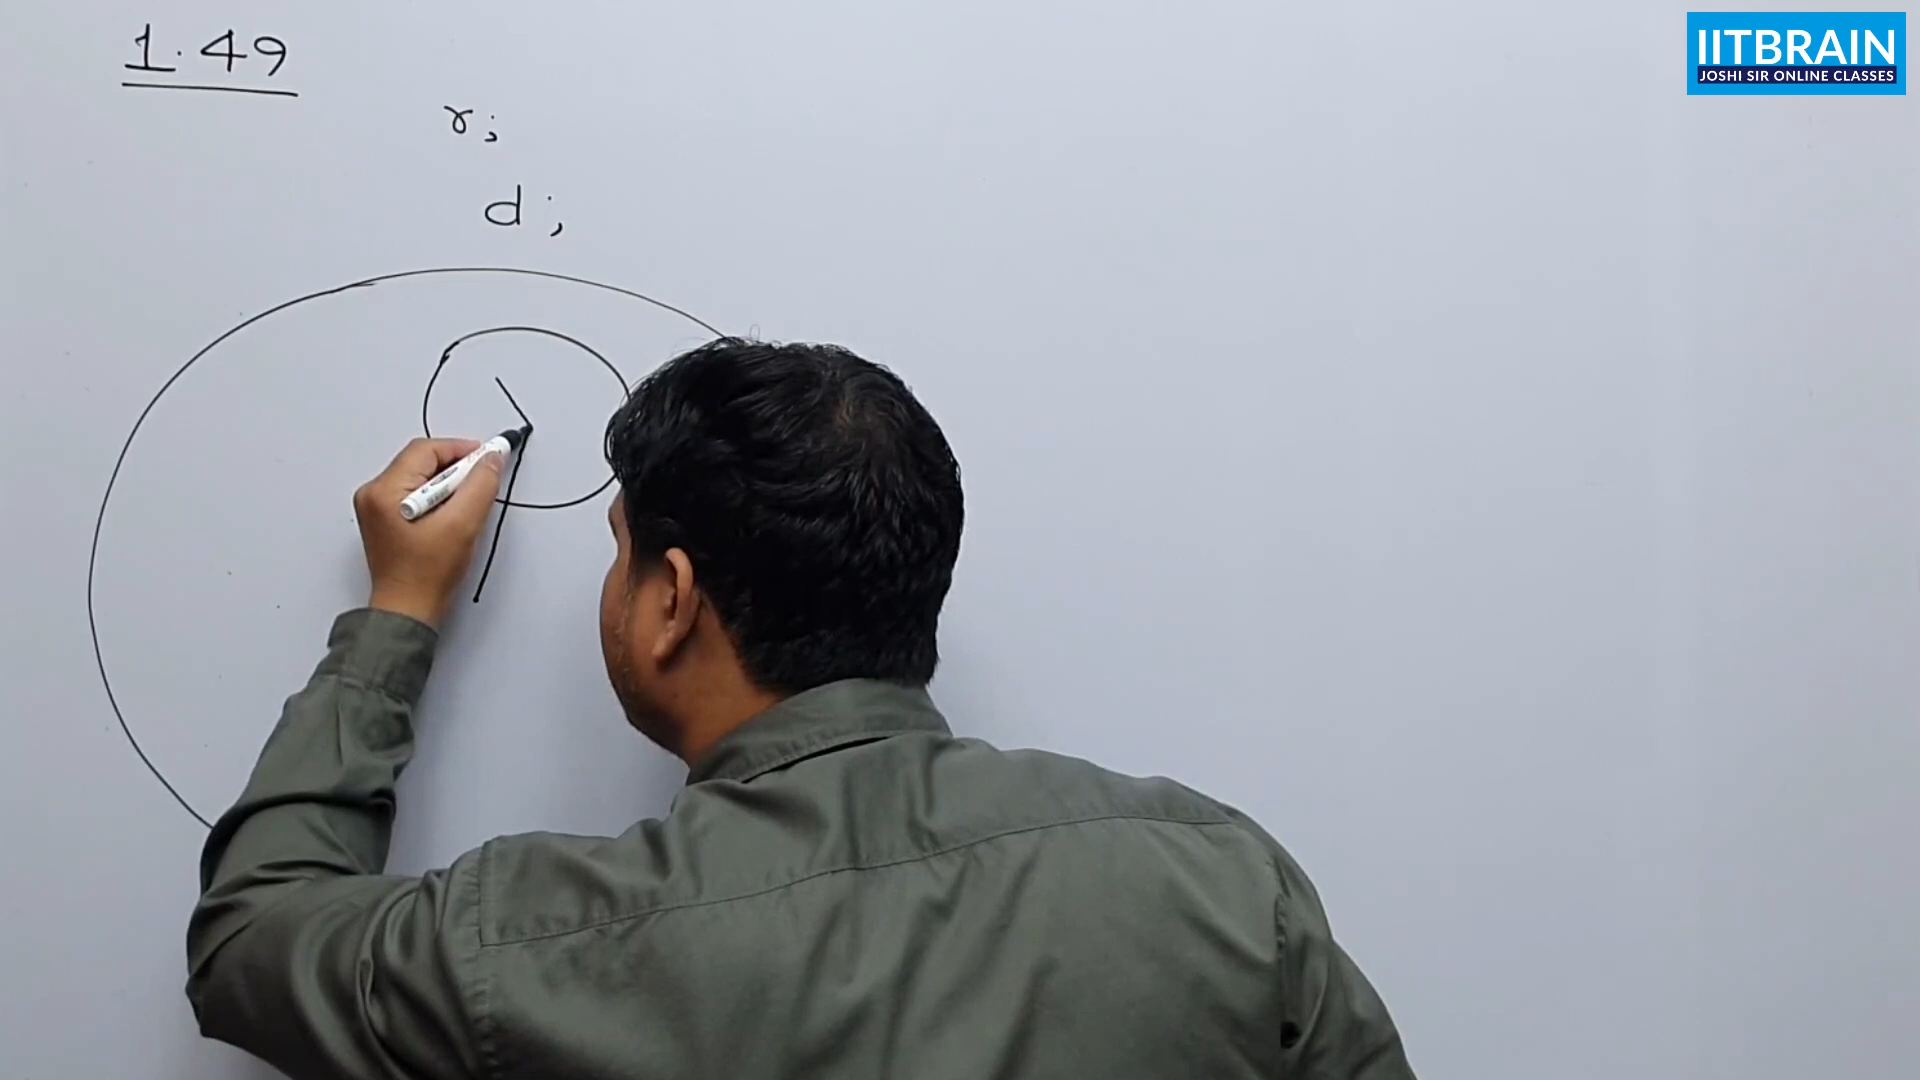 1.49
r;
d;
IITBRAIN
JOSHI SIR ONLINE CLASSES